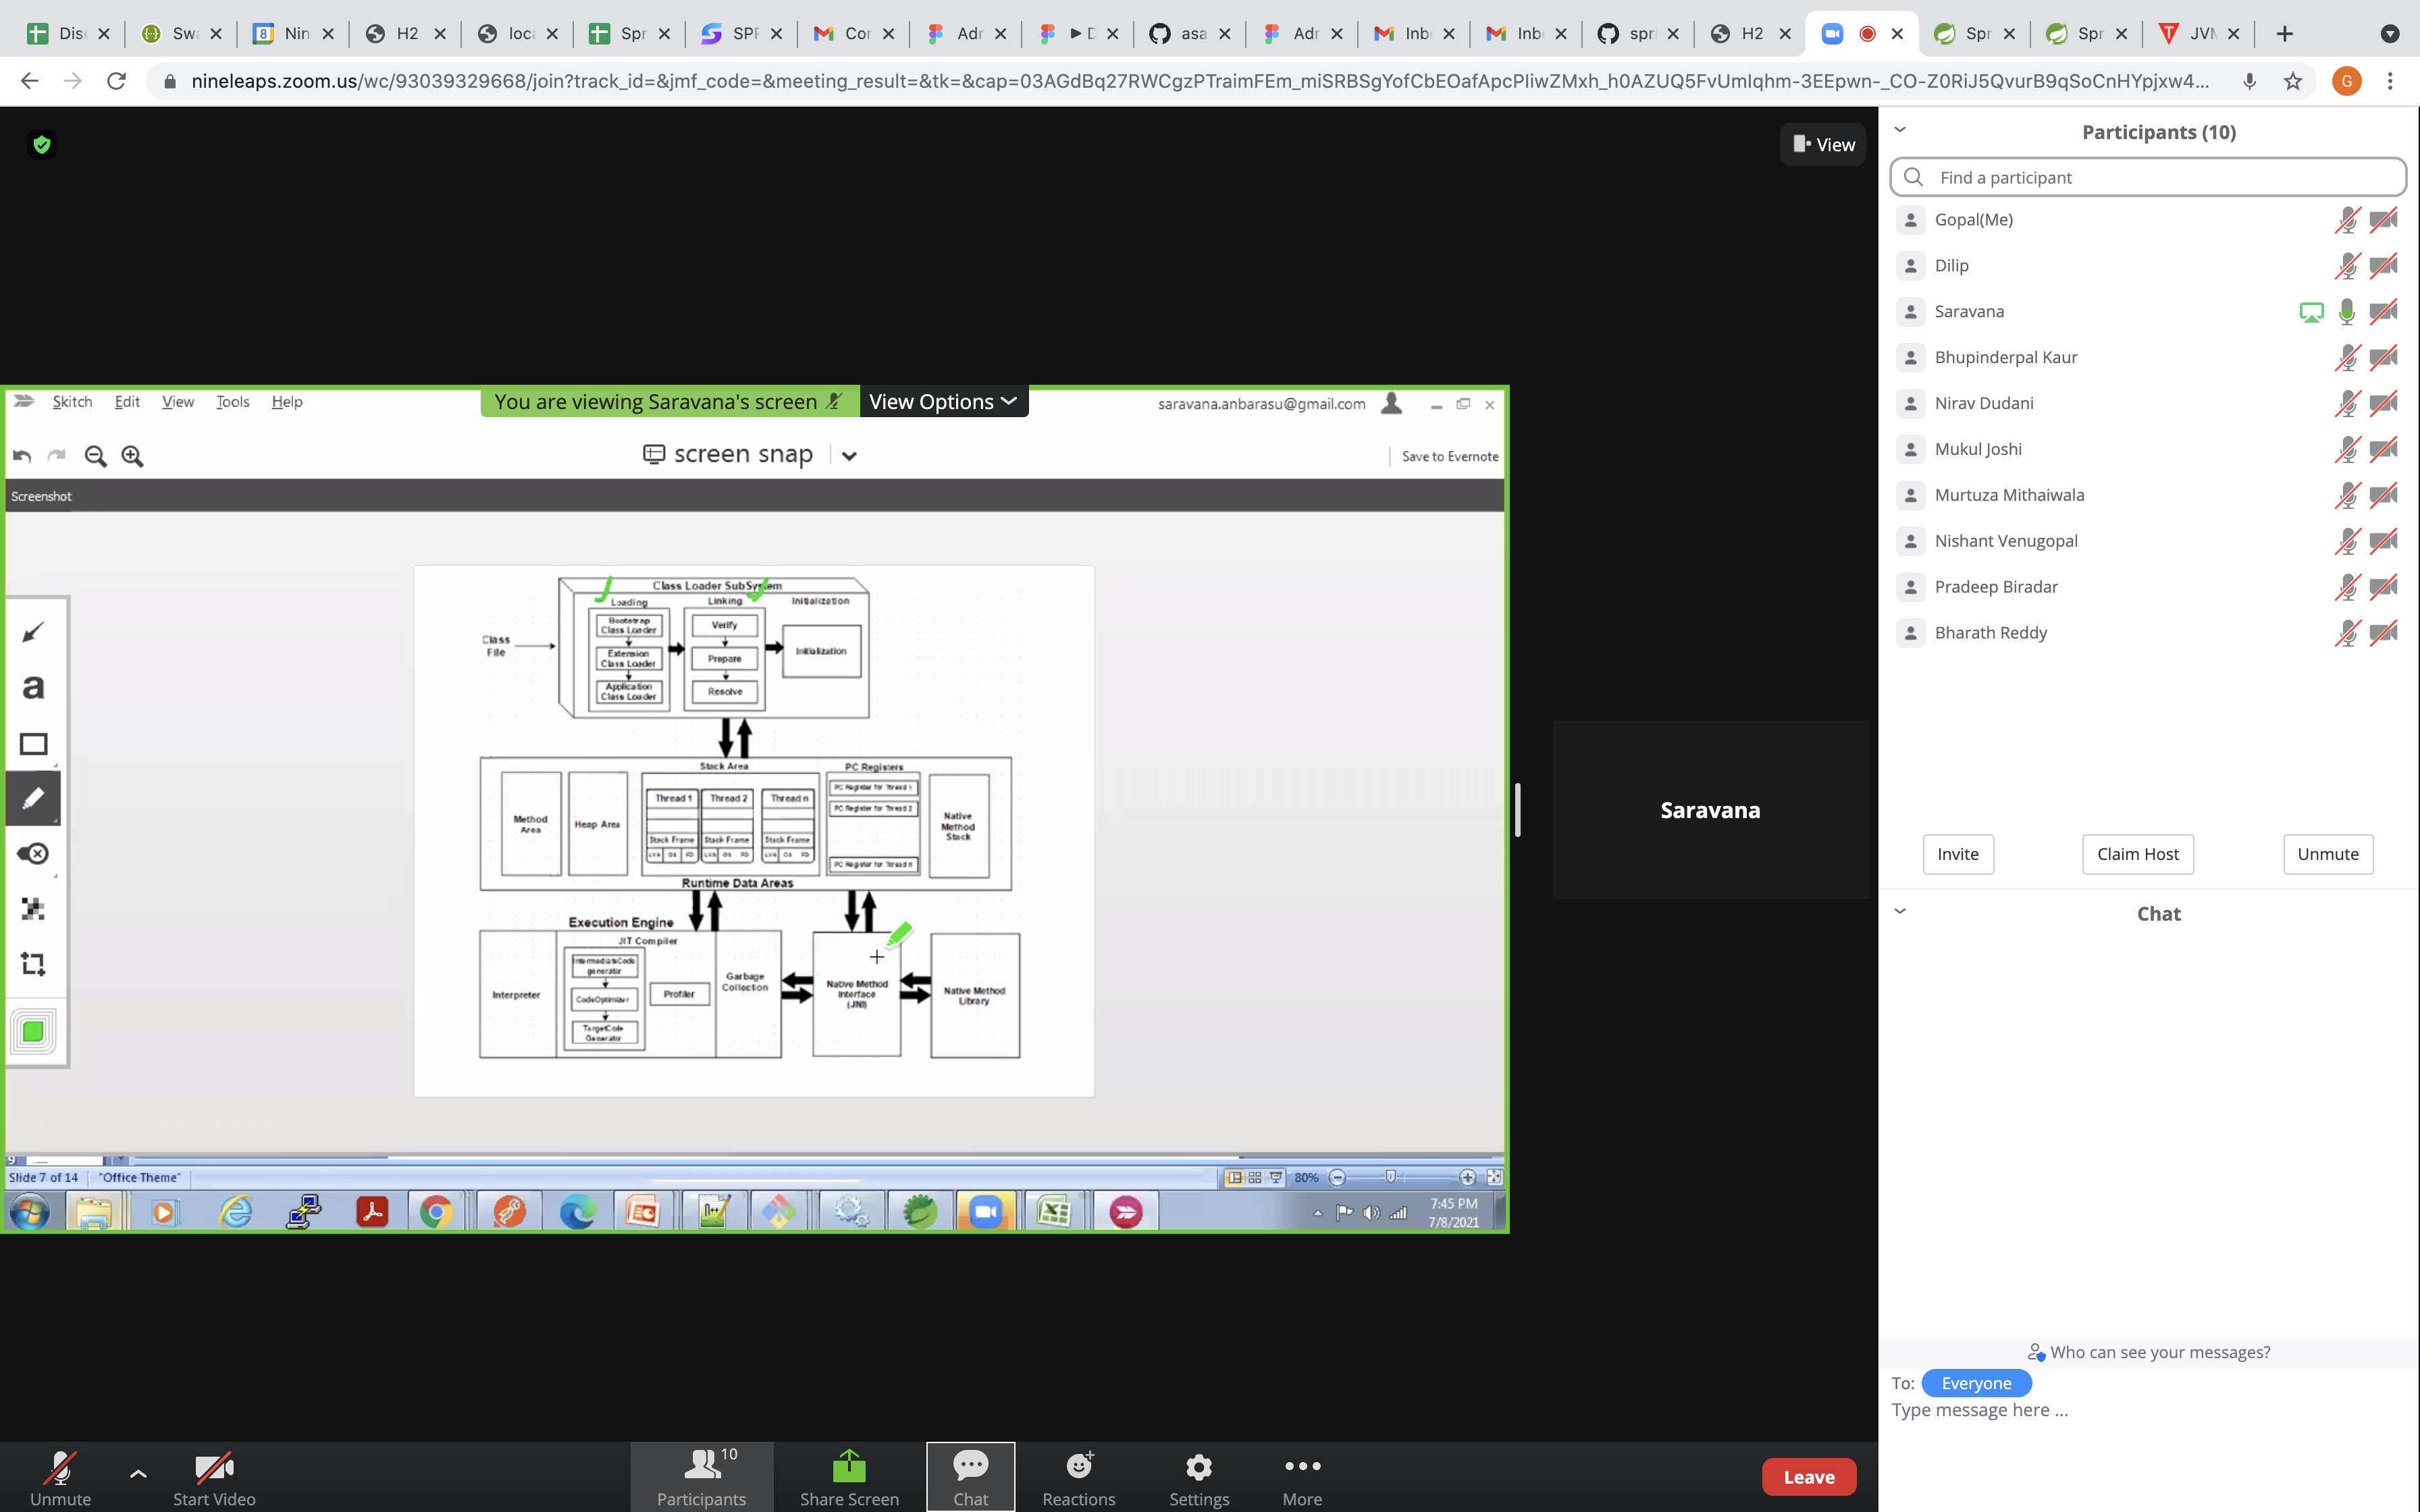 Dis
Swa
Nin
H2
loca
Spr
SPR
Cor
Adr
asa
Adr
Inb
Inb
spri
H2
Spr
Spr
JVM
nineleaps.zoom.us/wc/93039329668/join?track_id=&jmf_code=&meeting_result=&tk=&cap=03AGdBq27RWCgzPTraimFEm_miSRBSgYofCbEOafApcPIiwZMxh_h0AZUQ5FvUmIqhm-3EEpwn-_CO-Z0RiJ5QvurB9qSoCnHYpjxw4...
G
View
Participants (10)
Find a participant
Gopal(Me)
Dilip
Saravana
Bhupinderpal Kaur
Nirav Dudani
Mukul Joshi
Murtuza Mithaiwala
Nishant Venugopal
Pradeep Biradar
Bharath Reddy
Invite
Claim Host
Unmute
Chat
Who can see your messages?
To: Everyone
Type message here ...
Skitch Edit View Tools Help
You are viewing Saravana's screen
View Options
saravana.anbarasu@gmail.com
screen snap
Save to Evernote
Screenshot
a
Class Loader SubSystem
Loading
Linking
Initialization
Class
File
Bootstrap
Class Loader
Extension
Class Loader
Application
Class Loader
Verify
Prepare
Resolve
Initialization
Stack Area
PC Registers
Method
Area
Heap Area
Thread 1
Thread 2
Thread n
Stack Frame
Stack Frame
Stack Frame
LVA OS FD
LVA OS FD
LVA OS FD
PC Register for Thread 1
PC Register for Thread 2
PC Register for Thread n
Native
Method
Stack
Runtime Data Areas
Execution Engine
JIT Compiler
Interpreter
IntermediateCode
generator
CodeOptimizer
TargetCode
Generator
Profiler
Garbage
Collection
Native Method
Interface
(JNI)
Native Method
Library
Saravana
Slide 7 of 14
"Office Theme"
80%
7:45 PM
7/8/2021
Unmute
Start Video
10
Participants
Share Screen
Chat
Reactions
Settings
More
Leave